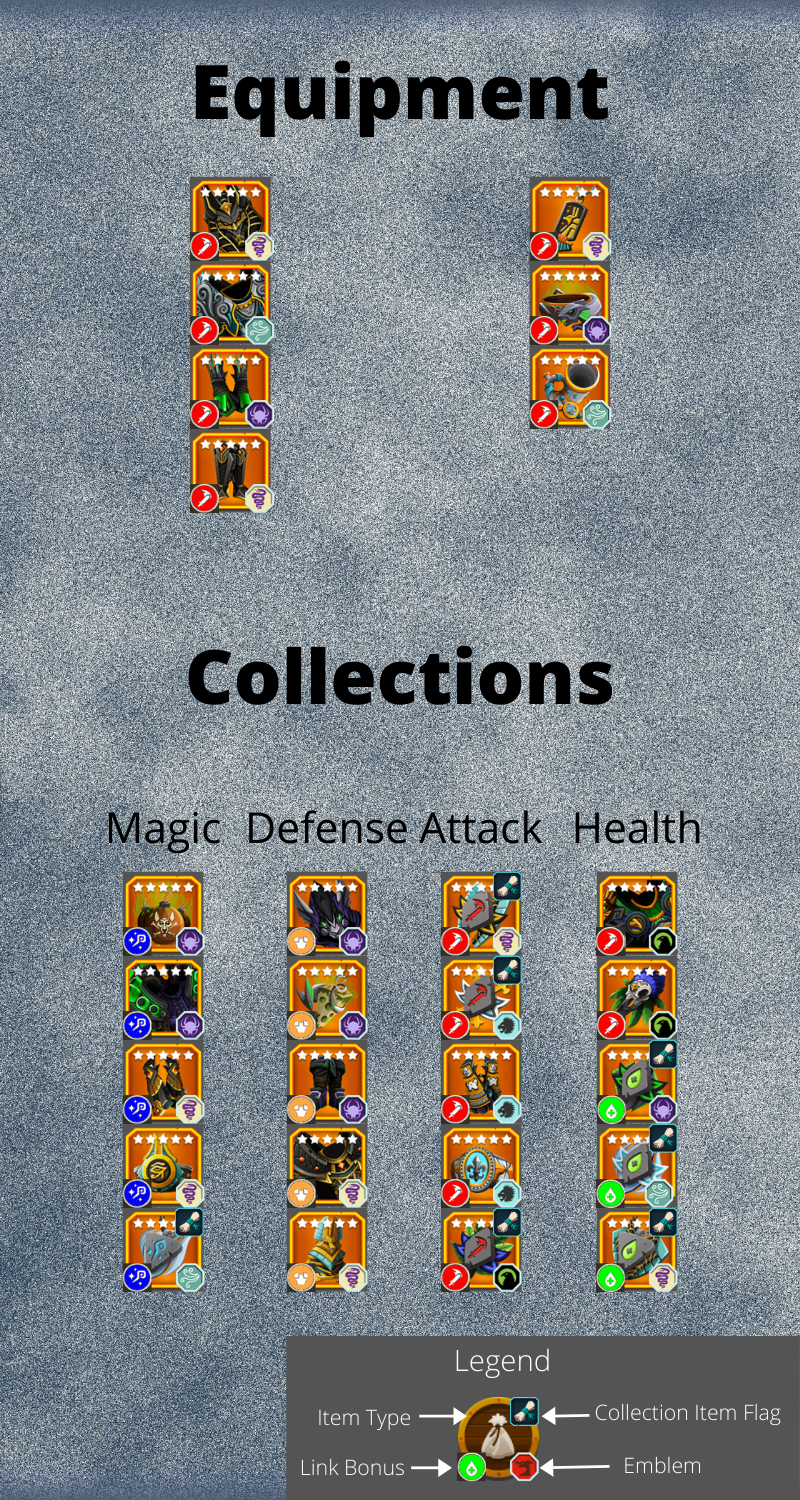 Equipment
Collections
Magic Defense Attack Health
Legend
Item Type
Collection Item Flag
Link Bonus
Emblem